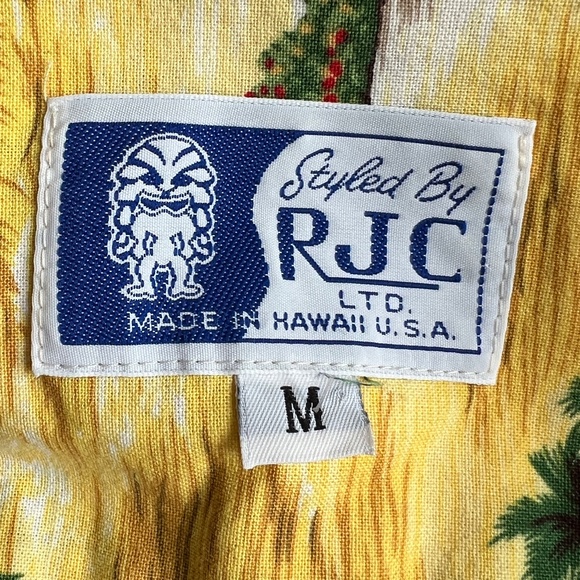 Styled By
RJC
LTD.
MADE IN HAWAII U.S.A.
M